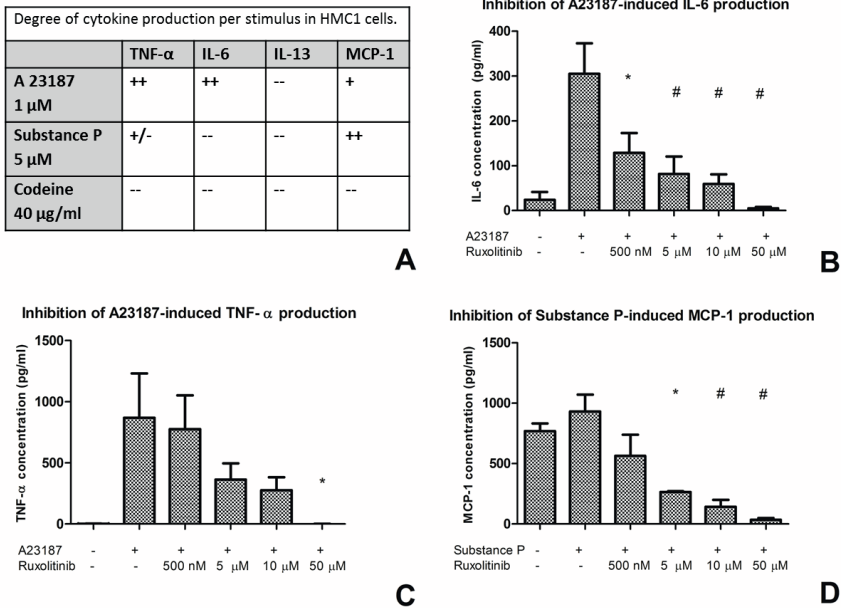 Degree of cytokine production per stimulus in HMC1 cells.
TNF-α IL-6 IL-13 MCP-1
A 23187 ++ ++ -- +
1 µM
Substance P +/- -- -- ++
5 µM
Codeine -- -- -- --
40 µg/ml
A
Inhibition of A23187-induced IL-6 production
IL-6 concentration (pg/ml)
400
300
200
100
0
* # # #
A23187 - + + + + +
Ruxolitinib - - 500 nM 5 µM 10 µM 50 µM
B
Inhibition of A23187-induced TNF- α production
TNF-α concentration (pg/ml)
1500
1000
500
0
*
A23187 - + + + + +
Ruxolitinib - - 500 nM 5 µM 10 µM 50 µM
C
Inhibition of Substance P-induced MCP-1 production
MCP-1 concentration (pg/ml)
1500
1000
500
0
* # #
Substance P - + + + + +
Ruxolitinib - - 500 nM 5 µM 10 µM 50 µM
D